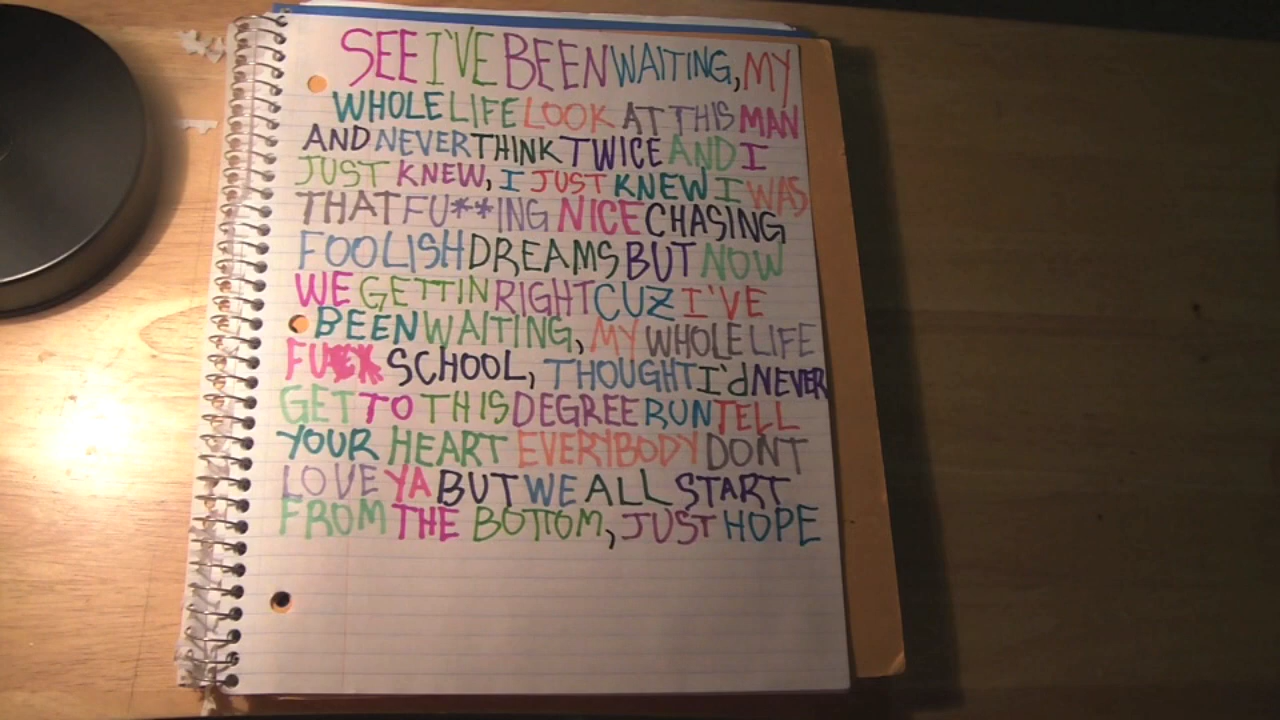 SEE I'VE BEEN WAITING, MY
WHOLE LIFE LOOK AT THIS MAN
AND NEVER THINK TWICE AND I
JUST KNEW, I JUST KNEW I WAS
THAT FU**ING NICE CHASING
FOOLISH DREAMS BUT NOW
WE GETTIN RIGHT CUZ I'VE
BEEN WAITING, MY WHOLE LIFE
FU**K SCHOOL, THOUGHT I'd NEVER
GET TO THIS DEGREE RUN TELL
YOUR HEART EVERYBODY DONT
LOVE YA BUT WE ALL START
FROM THE BOTTOM, JUST HOPE